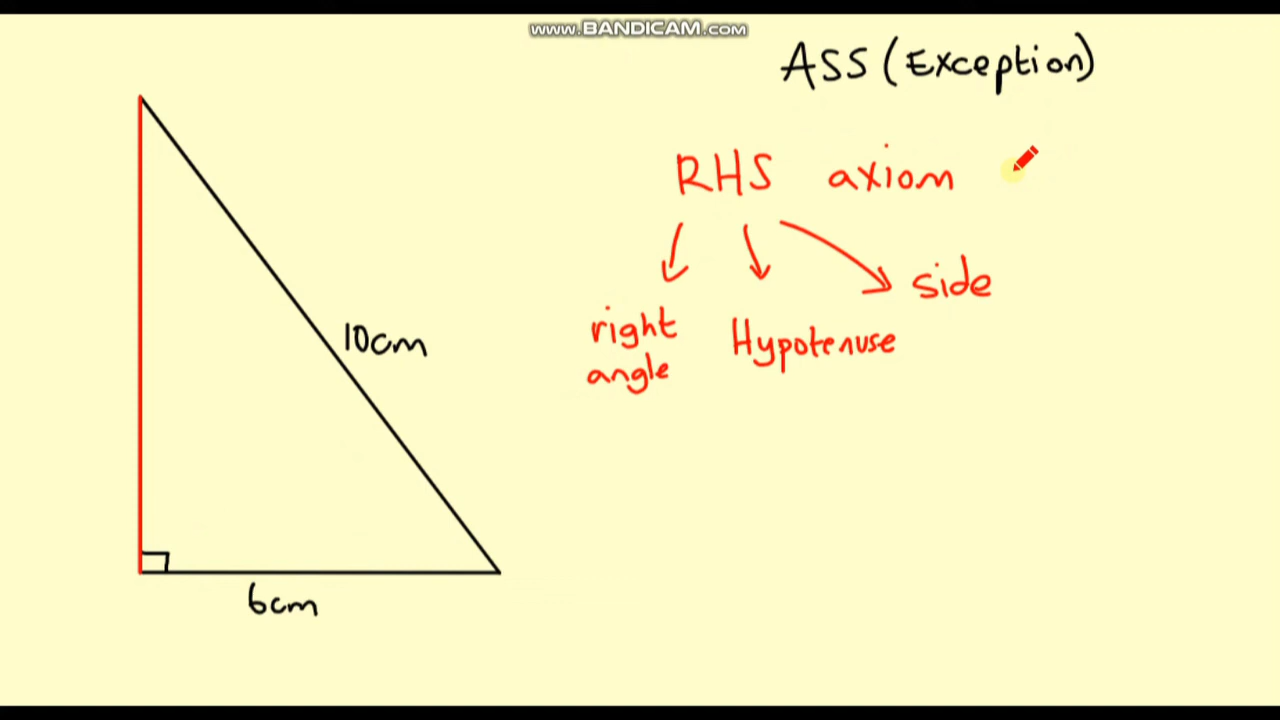 www.BANDICAM.com
ASS (Exception)
RHS axiom
side
right
angle
Hypotenuse
10cm
6cm